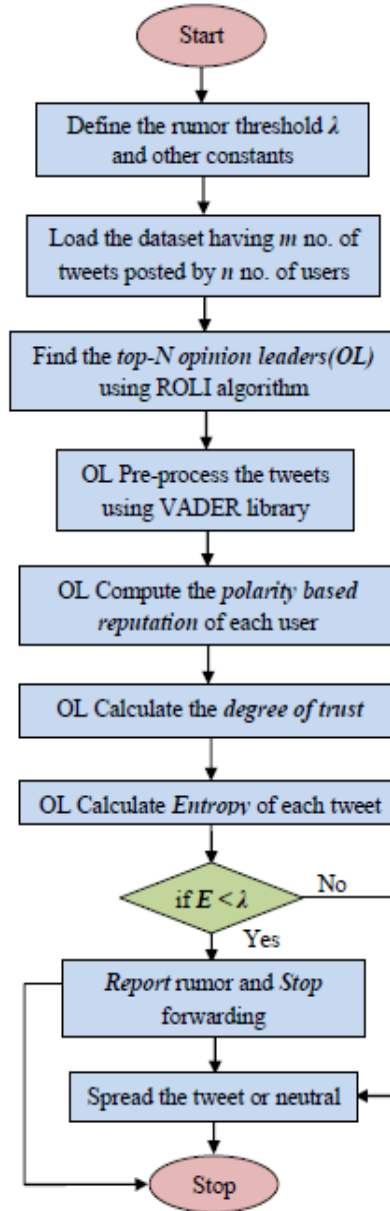 Start
Define the rumor threshold λ
and other constants
Load the dataset having m no. of
tweets posted by n no. of users
Find the top-N opinion leaders(OL)
using ROLI algorithm
OL Pre-process the tweets
using VADER library
OL Compute the polarity based
reputation of each user
OL Calculate the degree of trust
OL Calculate Entropy of each tweet
if E < λ
No
Yes
Report rumor and Stop
forwarding
Spread the tweet or neutral
Stop